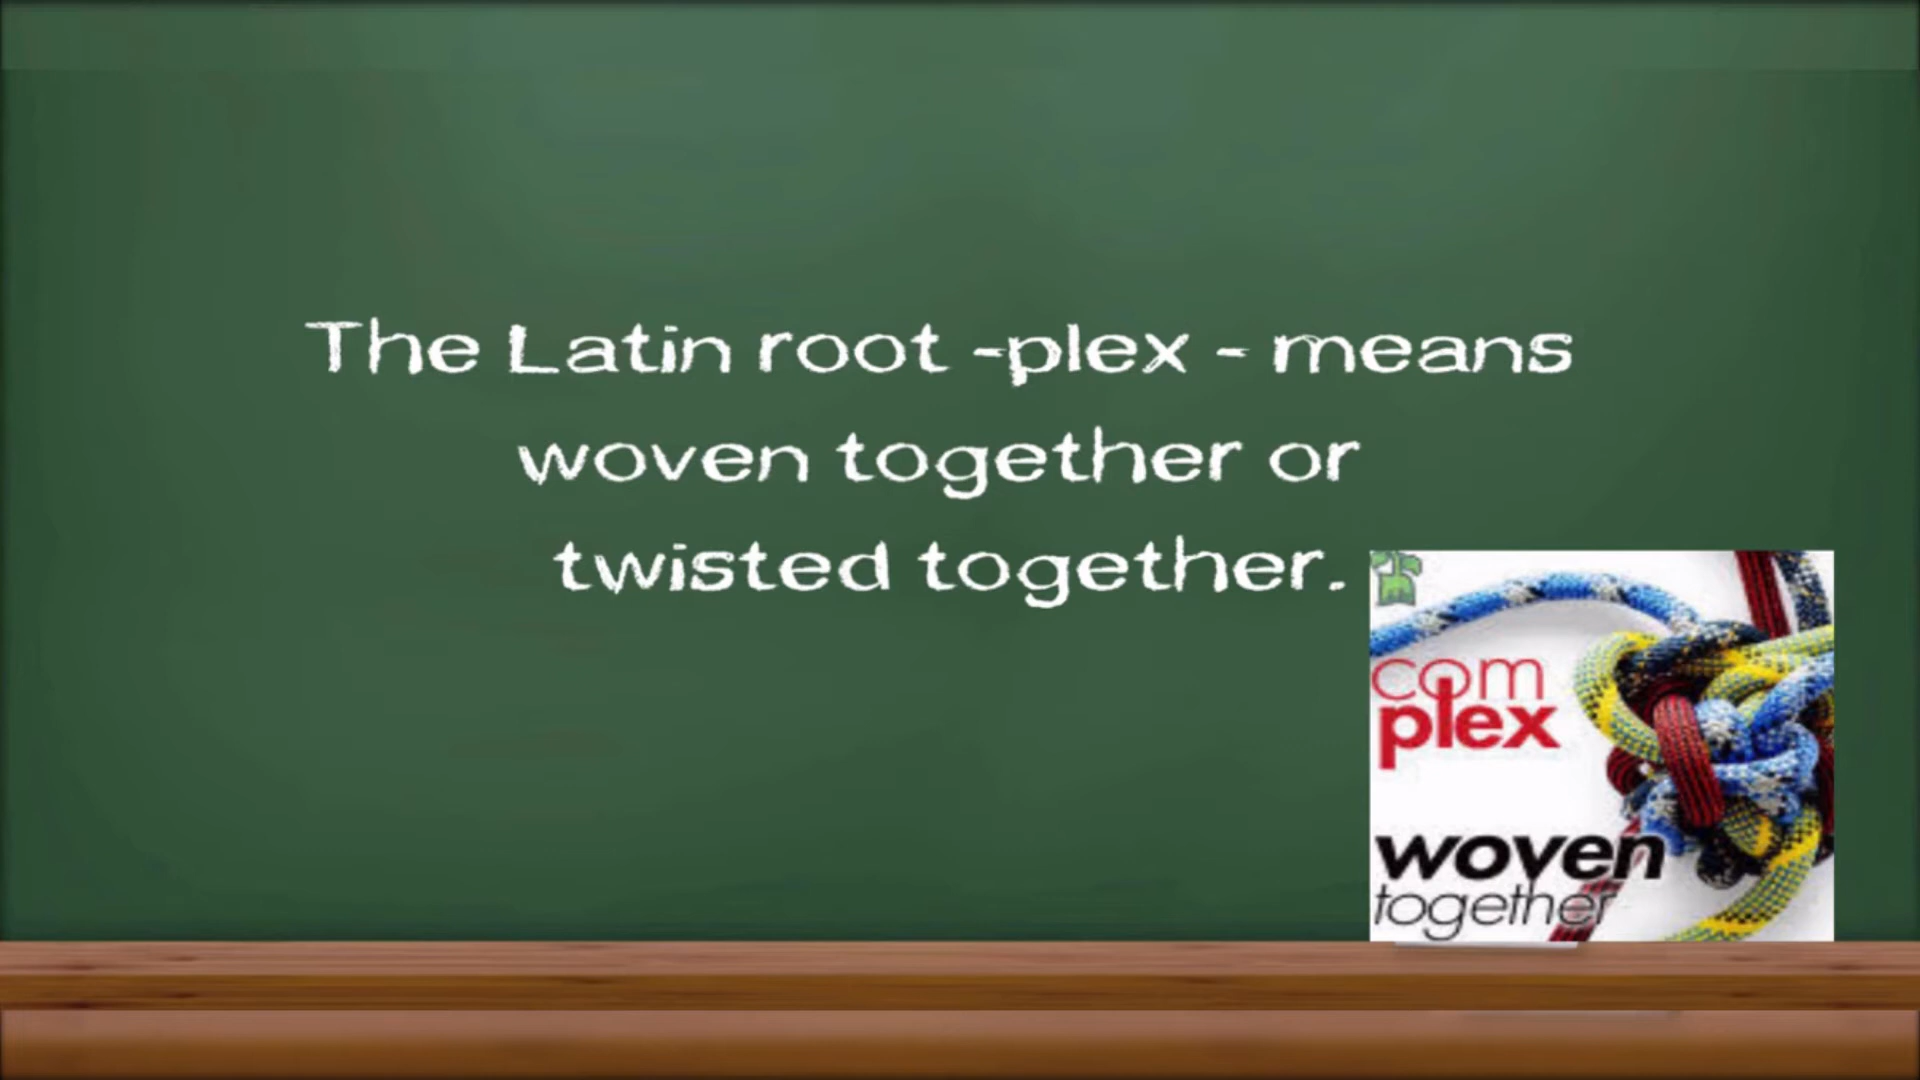 The Latin root -plex - means
woven together or
twisted together.
com
plex
woven
together